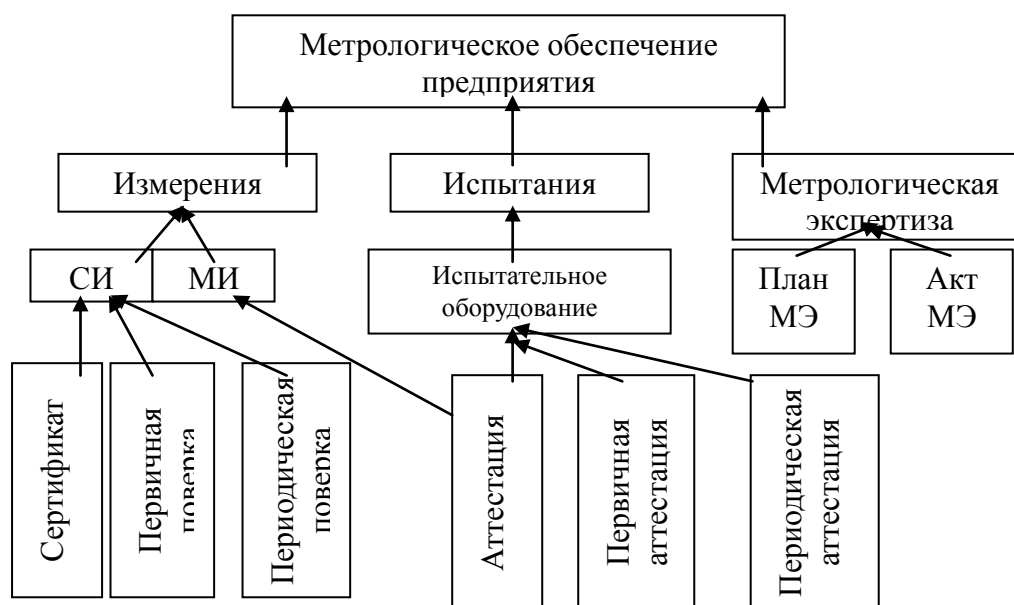 Метрологическое обеспечение
предприятия
Измерения
Испытания
Метрологическая
экспертиза
СИ
МИ
Испытательное
оборудование
План
МЭ
Акт
МЭ
Сертификат
Первичная
поверка
Периодическая
поверка
Аттестация
Первичная
аттестация
Периодическая
аттестация